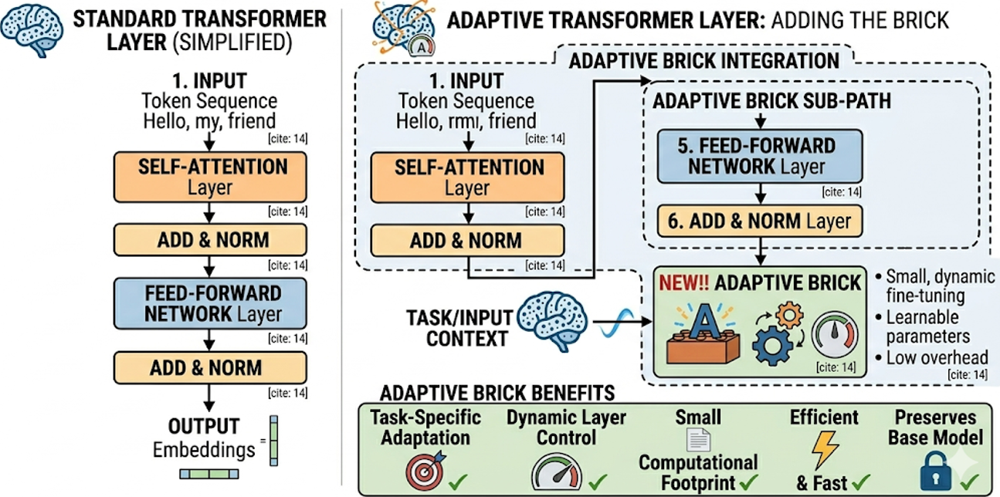 STANDARD TRANSFORMER
LAYER (SIMPLIFIED)
1. INPUT
Token Sequence
Hello, my, friend
[cite: 14]
SELF-ATTENTION
Layer
[cite: 14]
ADD & NORM
[cite: 14]
FEED-FORWARD
NETWORK Layer
[cite: 14]
ADD & NORM
[cite: 14]
OUTPUT
Embeddings =
A
ADAPTIVE TRANSFORMER LAYER: ADDING THE BRICK
ADAPTIVE BRICK INTEGRATION
1. INPUT
Token Sequence
Hello, rmı, friend
[cite: 14]
SELF-ATTENTION
Layer
[cite: 14]
ADD & NORM
[cite: 14]
ADAPTIVE BRICK SUB-PATH
5. FEED-FORWARD
NETWORK Layer
[cite: 14]
6. ADD & NORM Layer
TASK/INPUT
CONTEXT
NEW!! ADAPTIVE BRICK
A
[cite: 14]
• Small, dynamic
fine-tuning
• Learnable
parameters
• Low overhead
[cite: 14]
ADAPTIVE BRICK BENEFITS
Task-Specific
Adaptation
Dynamic Layer
Control
Small
Computational
Footprint
Efficient
& Fast
Preserves
Base Model